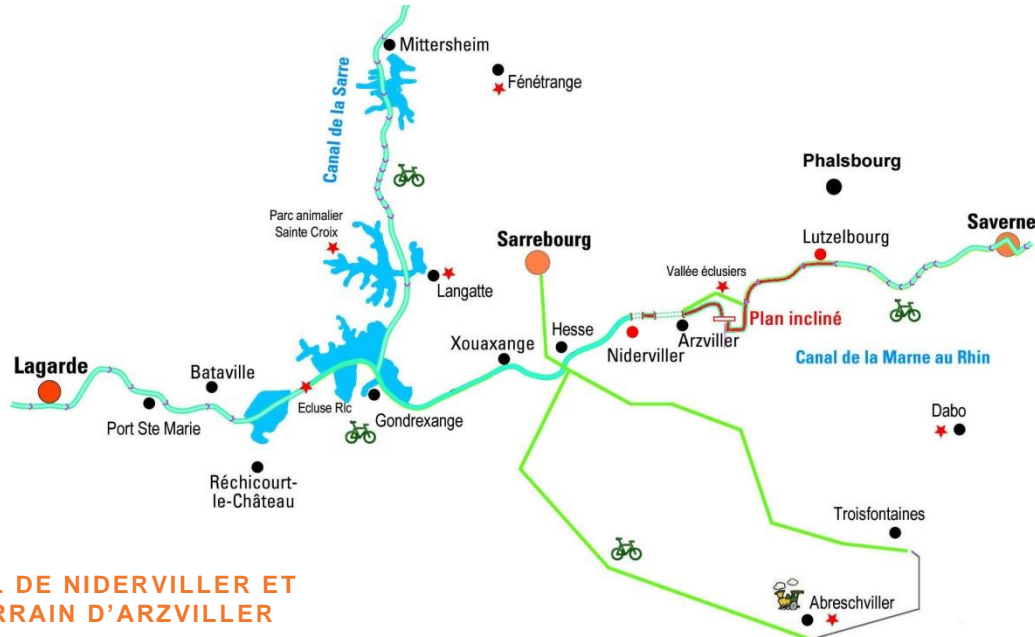 Mittersheim
Fénétrange
Canal de la Sarre
Phalsbourg
Parc animalier
Sainte Croix
Sarrebourg
Saverne
Lutzelbourg
Vallée éclusiers
Langatte
Plan incliné
Hesse
Arzviller
Xouaxange
Niderviller
Canal de la Marne au Rhin
Lagarde
Bataville
Ecluse Rlc
Gondrexange
Port Ste Marie
Dabo
Réchicourt-
le-Château
Troisfontaines
L DE NIDERVILLER ET
RRAIN D'ARZVILLER
Abreschviller